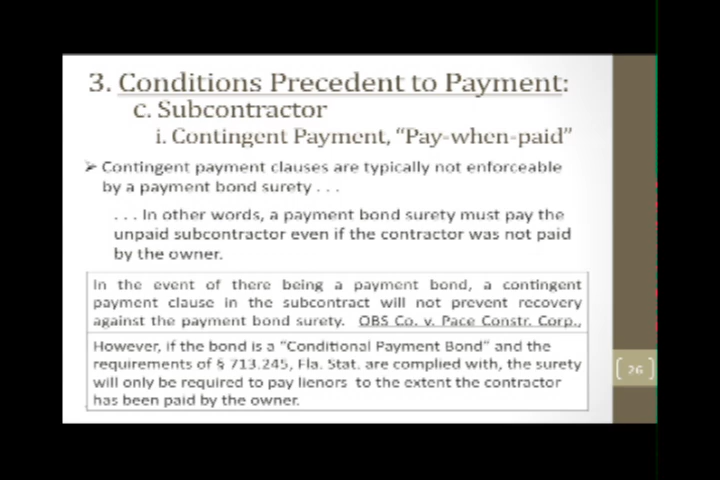 3. Conditions Precedent to Payment:
c. Subcontractor
i. Contingent Payment, “Pay-when-paid”
➢ Contingent payment clauses are typically not enforceable
by a payment bond surety . . .
. . . In other words, a payment bond surety must pay the
unpaid subcontractor even if the contractor was not paid
by the owner.
In the event of there being a payment bond, a contingent
payment clause in the subcontract will not prevent recovery
against the payment bond surety. OBS Co. v. Pace Constr. Corp.,
However, if the bond is a “Conditional Payment Bond” and the
requirements of § 713.245, Fla. Stat. are complied with, the surety
will only be required to pay lienors to the extent the contractor
has been paid by the owner.
26